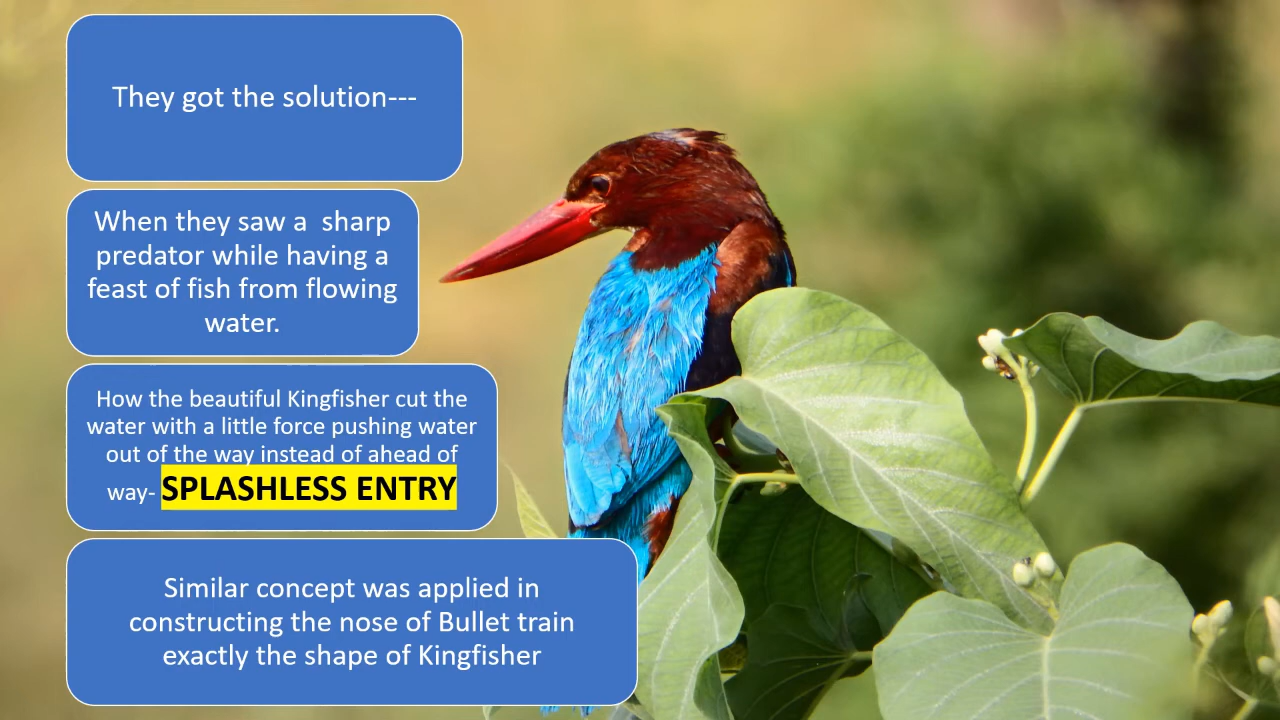 They got the solution---
When they saw a  sharp
predator while having a
feast of fish from flowing
water.
How the beautiful Kingfisher cut the
water with a little force pushing water
out of the way instead of ahead of
way- SPLASHLESS ENTRY
Similar concept was applied in
constructing the nose of Bullet train
exactly the shape of Kingfisher